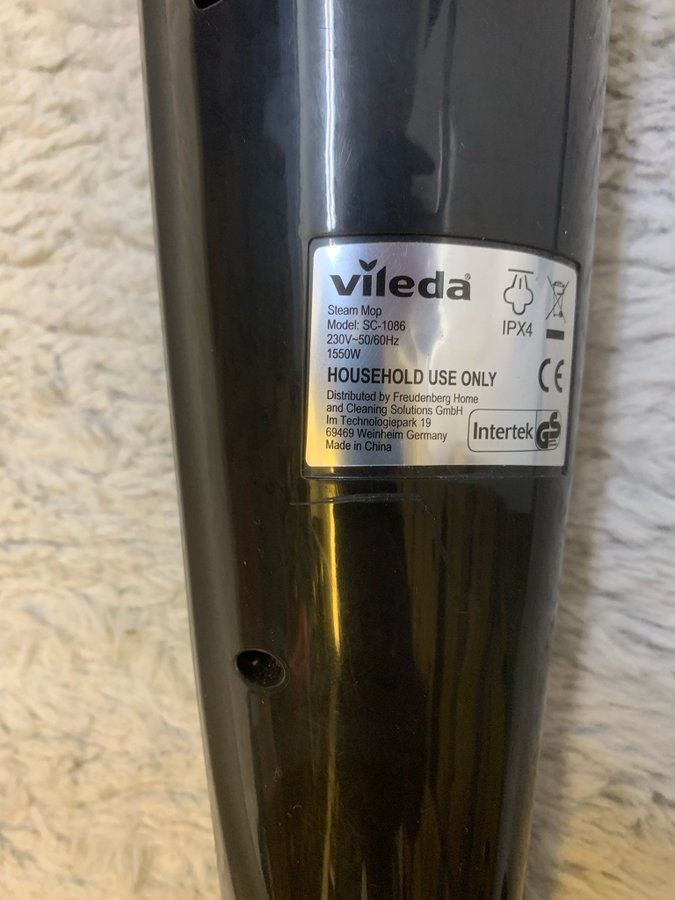 vileda®
Steam Mop
Model: SC-1086
230V~50/60Hz
1550W
IPX4
HOUSEHOLD USE ONLY
CE
Distributed by Freudenberg Home
and Cleaning Solutions GmbH
Im Technologiepark 19
69469 Weinheim Germany
Made in China
Intertek GS